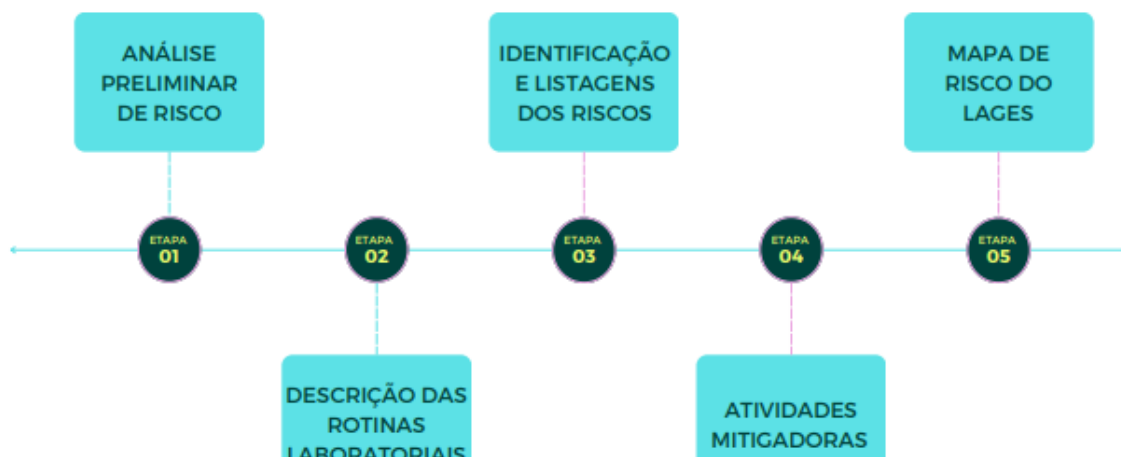 ANÁLISE
PRELIMINAR
DE RISCO
IDENTIFICAÇÃO
E LISTAGENS
DOS RISCOS
MAPA DE
RISCO DO
LAGES
ETAPA
01
ETAPA
02
ETAPA
03
ETAPA
04
ETAPA
05
DESCRIÇÃO DAS
ROTINAS
LABORATORIAIS
ATIVIDADES
MITIGADORAS